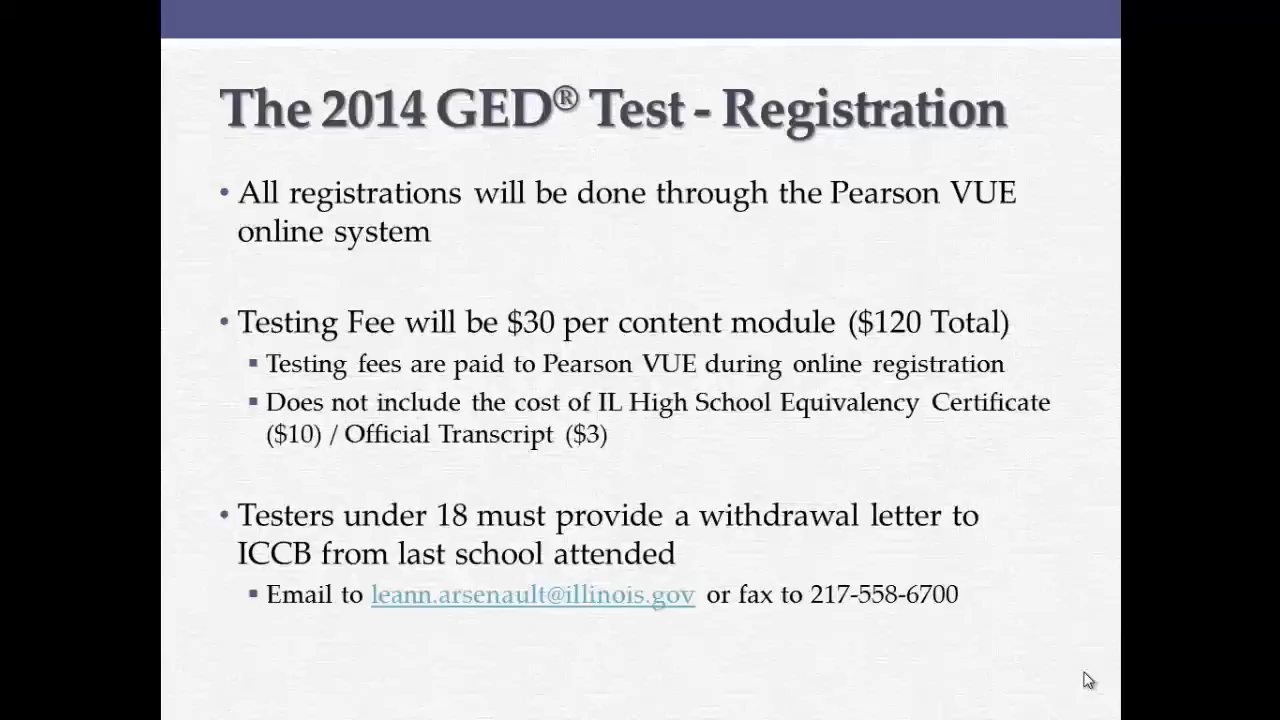 The 2014 GED® Test - Registration
• All registrations will be done through the Pearson VUE
online system
• Testing Fee will be $30 per content module ($120 Total)
▪ Testing fees are paid to Pearson VUE during online registration
▪ Does not include the cost of IL High School Equivalency Certificate
($10) / Official Transcript ($3)
• Testers under 18 must provide a withdrawal letter to
ICCB from last school attended
▪ Email to leann.arsenault@illinois.gov or fax to 217-558-6700